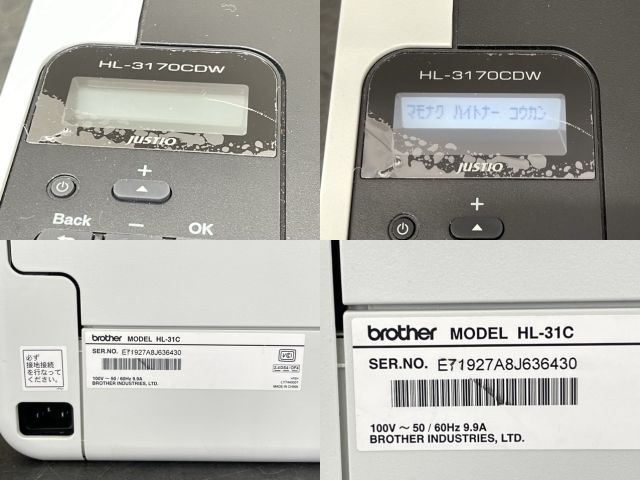 HL-3170CDW
JUSTIO
+
Back
−
OK
HL-3170CDW
マモナク ハイトナー コウカン
JUSTIO
+
必ず
接地接続
を行なって
ください。
brother MODEL HL-31C
SER.NO. E71927A8J636430
100V ～ 50 / 60Hz 9.9A
BROTHER INDUSTRIES, LTD.
VCI
MADE IN CHINA
brother MODEL HL-31C
SER.NO. E71927A8J636430
100V ～ 50 / 60Hz 9.9A
BROTHER INDUSTRIES, LTD.